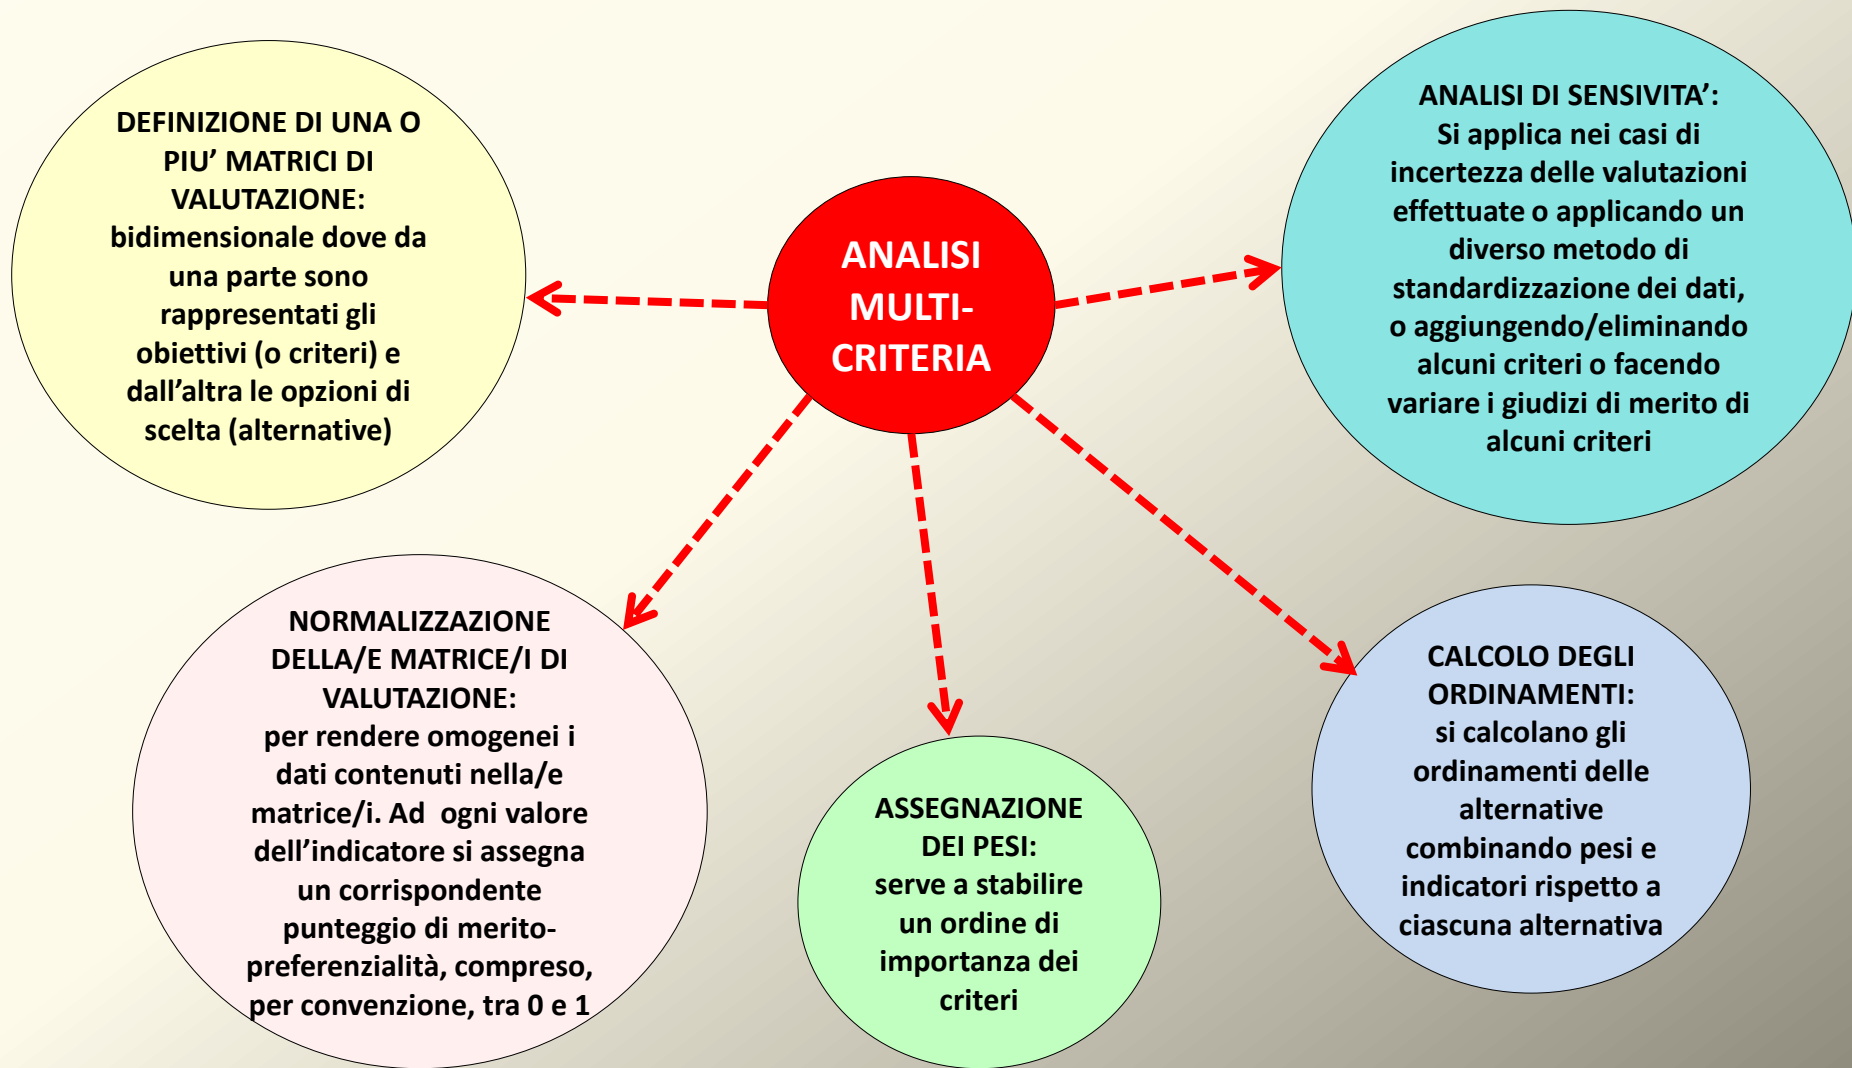 DEFINIZIONE DI UNA O
PIU’ MATRICI DI
VALUTAZIONE:
bidimensionale dove da
una parte sono
rappresentati gli
obiettivi (o criteri) e
dall’altra le opzioni di
scelta (alternative)
ANALISI
MULTI-
CRITERIA
ANALISI DI SENSIVITA’:
Si applica nei casi di
incertezza delle valutazioni
effettuate o applicando un
diverso metodo di
standardizzazione dei dati,
o aggiungendo/eliminando
alcuni criteri o facendo
variare i giudizi di merito di
alcuni criteri
NORMALIZZAZIONE
DELLA/E MATRICE/I DI
VALUTAZIONE:
per rendere omogenei i
dati contenuti nella/e
matrice/i. Ad ogni valore
dell’indicatore si assegna
un corrispondente
punteggio di merito-
preferenzialità, compreso,
per convenzione, tra 0 e 1
ASSEGNAZIONE
DEI PESI:
serve a stabilire
un ordine di
importanza dei
criteri
CALCOLO DEGLI
ORDINAMENTI:
si calcolano gli
ordinamenti delle
alternative
combinando pesi e
indicatori rispetto a
ciascuna alternativa